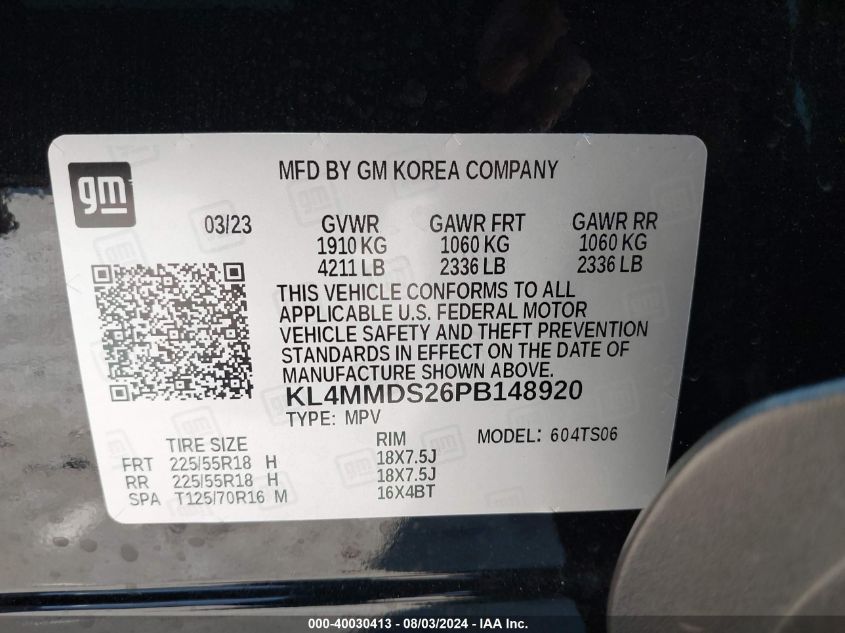 MFD BY GM KOREA COMPANY
gm
03/23 GVWR GAWR FRT GAWR RR
1910 KG 1060 KG 1060 KG
4211 LB 2336 LB 2336 LB
THIS VEHICLE CONFORMS TO ALL
APPLICABLE U.S. FEDERAL MOTOR
VEHICLE SAFETY AND THEFT PREVENTION
STANDARDS IN EFFECT ON THE DATE OF
MANUFACTURE SHOWN ABOVE.
KL4MMDS26PB148920
TYPE: MPV
MODEL: 604TS06
TIRE SIZE RIM
FRT 225/55R18 H 18X7.5J
RR 225/55R18 H 18X7.5J
SPA T125/70R16 M 16X4BT
000-40030413 - 08/03/2024 - IAA Inc.